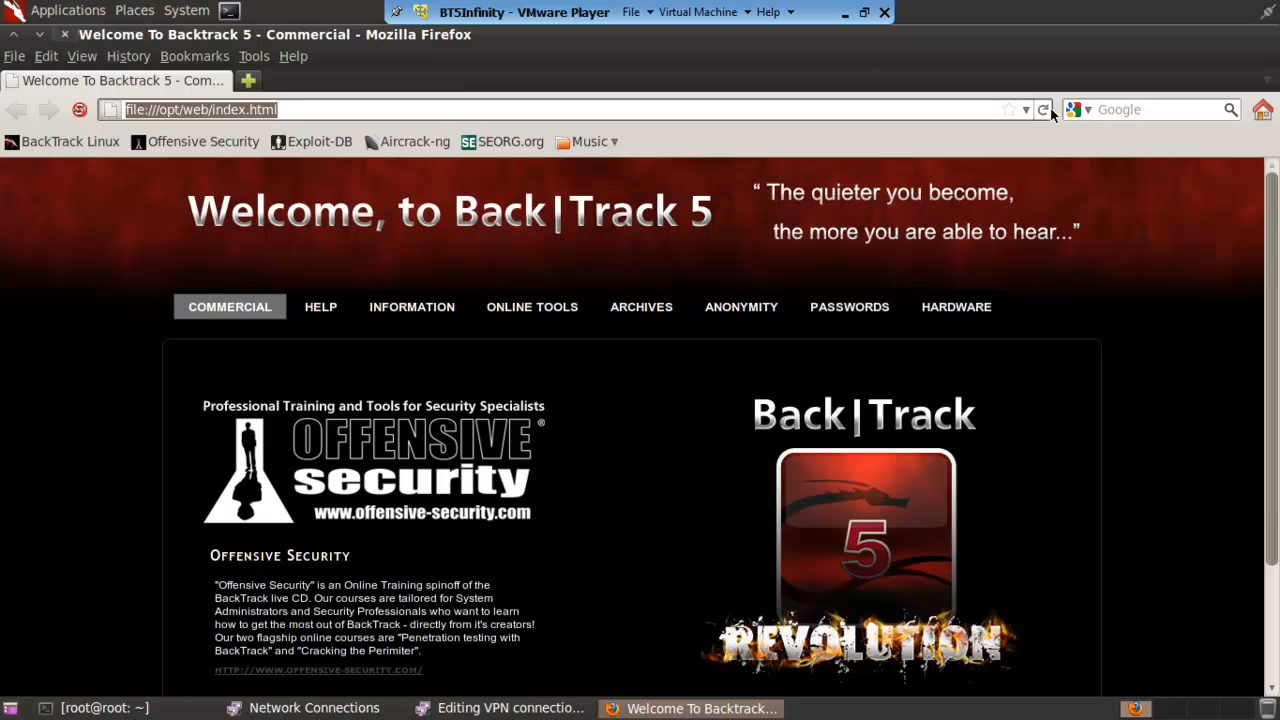 Applications Places System
BT5Infinity - VMware Player File Virtual Machine Help
Welcome To Backtrack 5 - Commercial - Mozilla Firefox
File Edit View History Bookmarks Tools Help
Welcome To Backtrack 5 - Com...
file:///opt/web/index.html
Google
BackTrack Linux Offensive Security Exploit-DB Aircrack-ng SE SEORG.org Music
Welcome, to Back|Track 5
“ The quieter you become,
the more you are able to hear...”
COMMERCIAL HELP INFORMATION ONLINE TOOLS ARCHIVES ANONYMITY PASSWORDS HARDWARE
Professional Training and Tools for Security Specialists
OFFENSIVE®
security
www.offensive-security.com
OFFENSIVE SECURITY
"Offensive Security" is an Online Training spinoff of the
BackTrack live CD. Our courses are tailored for System
Administrators and Security Professionals who want to learn
how to get the most out of BackTrack - directly from it's creators!
Our two flagship online courses are "Penetration testing with
BackTrack" and "Cracking the Perimiter".
HTTP://WWW.OFFENSIVE-SECURITY.COM/
Back|Track
5
REVOLUTION
[root@root: ~] Network Connections Editing VPN connectio... Welcome To Backtrack...